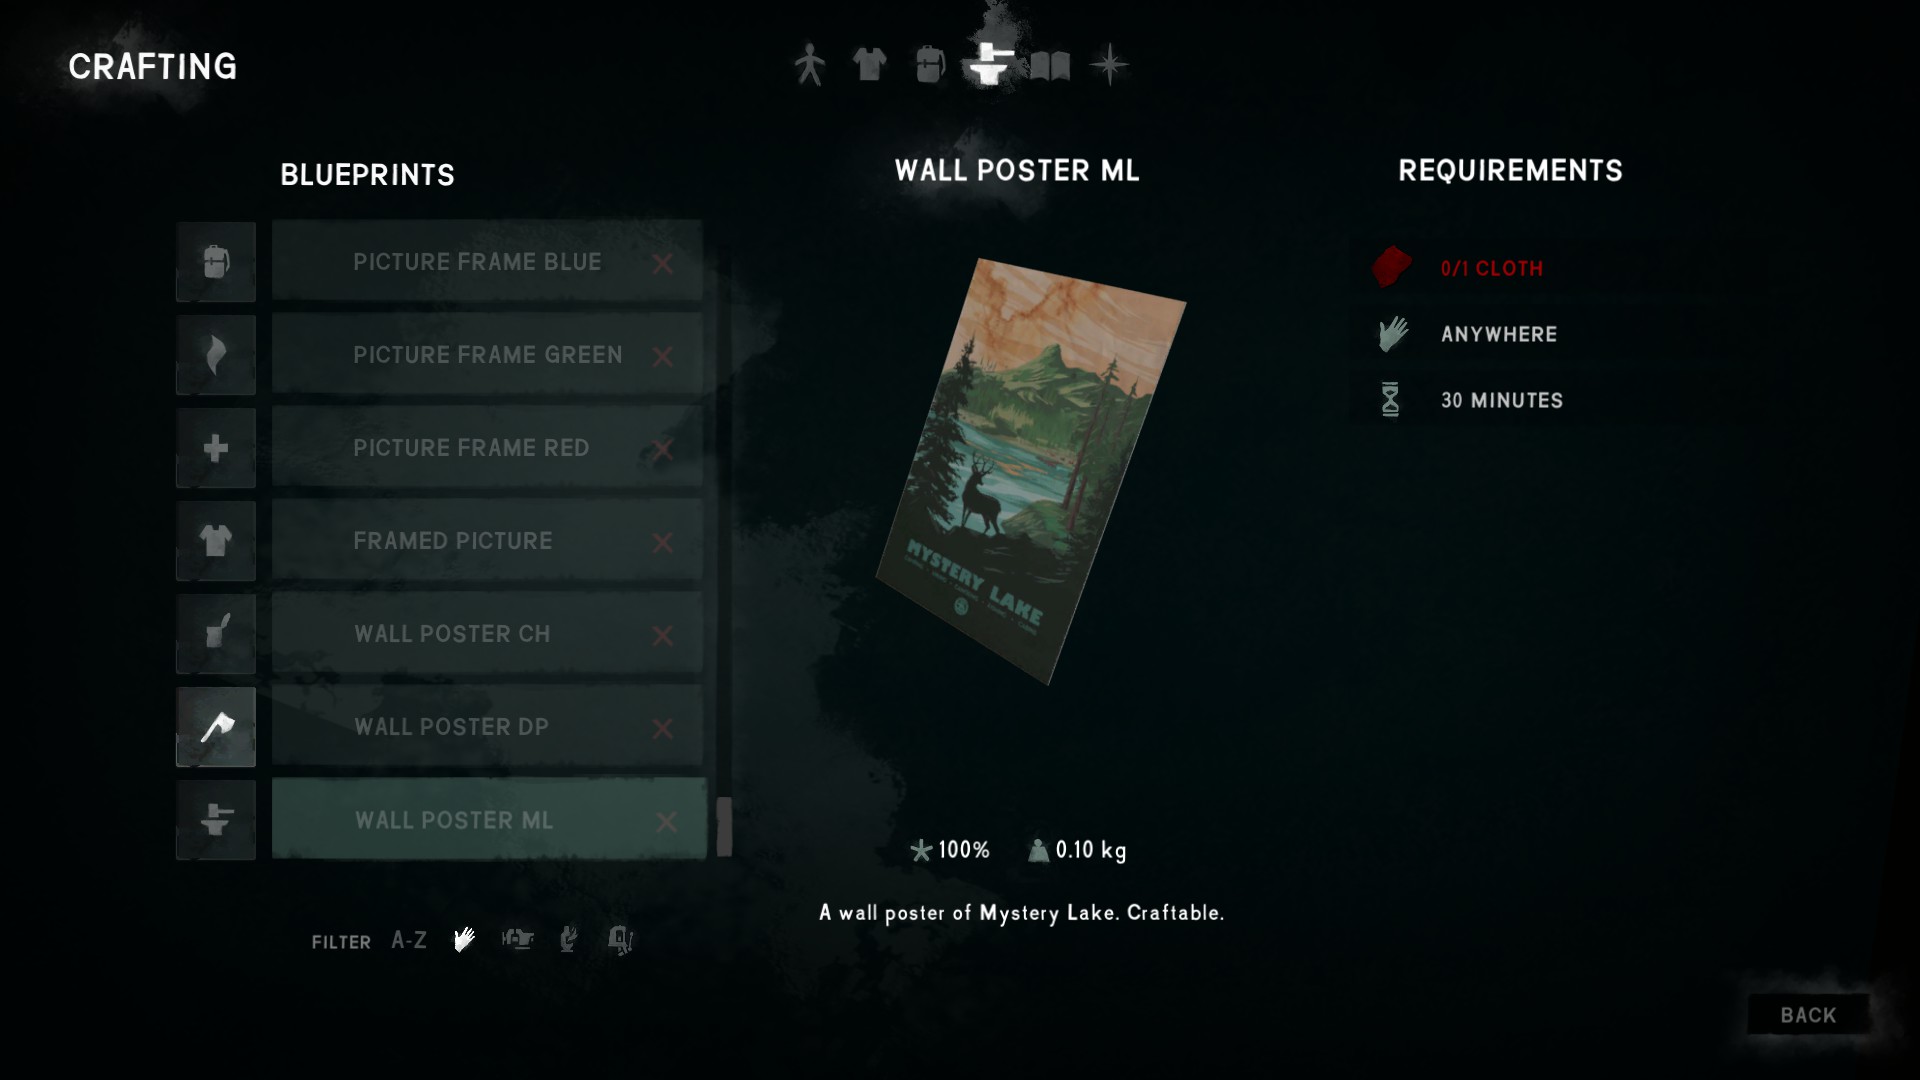 CRAFTING
BLUEPRINTS
PICTURE FRAME BLUE
PICTURE FRAME GREEN
PICTURE FRAME RED
FRAMED PICTURE
WALL POSTER CH
WALL POSTER DP
WALL POSTER ML
FILTER A-Z
WALL POSTER ML
MYSTERY LAKE
100% 0.10 kg
A wall poster of Mystery Lake. Craftable.
REQUIREMENTS
0/1 CLOTH
ANYWHERE
30 MINUTES
BACK